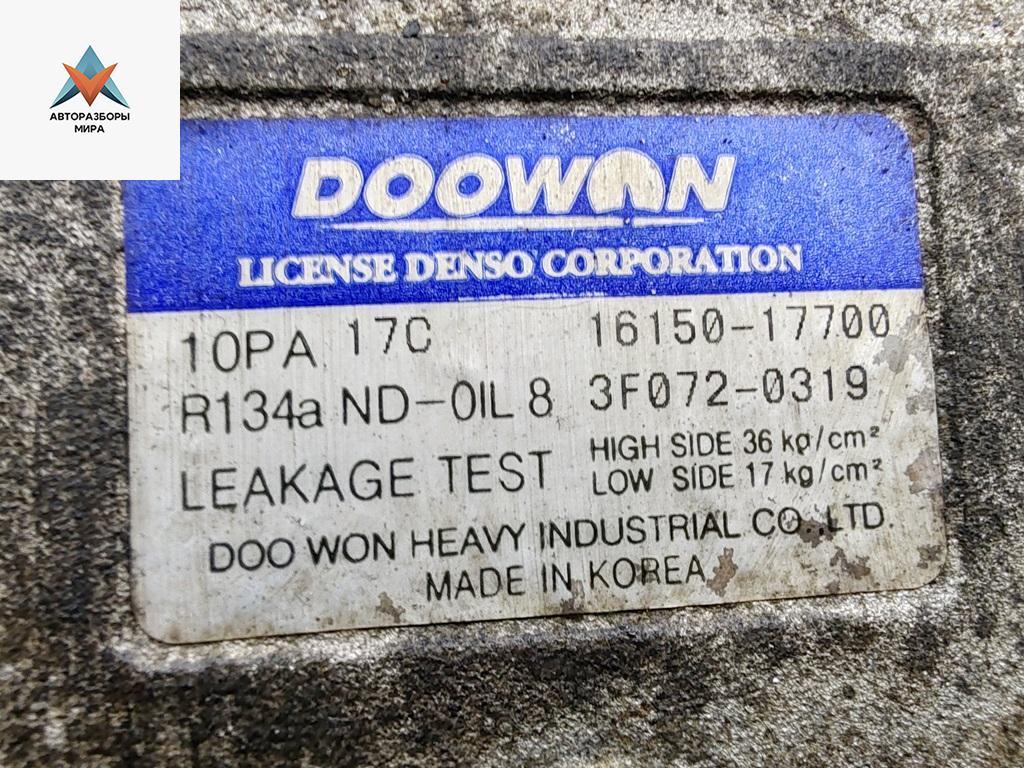 АВТОРАЗБОРЫ
МИРА
DOOWON
LICENSE DENSO CORPORATION
10PA 17C 16150-17700
R134a ND-OIL 8 3F072-0319
LEAKAGE TEST HIGH SIDE 36 kg/cm²
LOW SIDE 17 kg/cm²
DOO WON HEAVY INDUSTRIAL CO.,LTD.
MADE IN KOREA